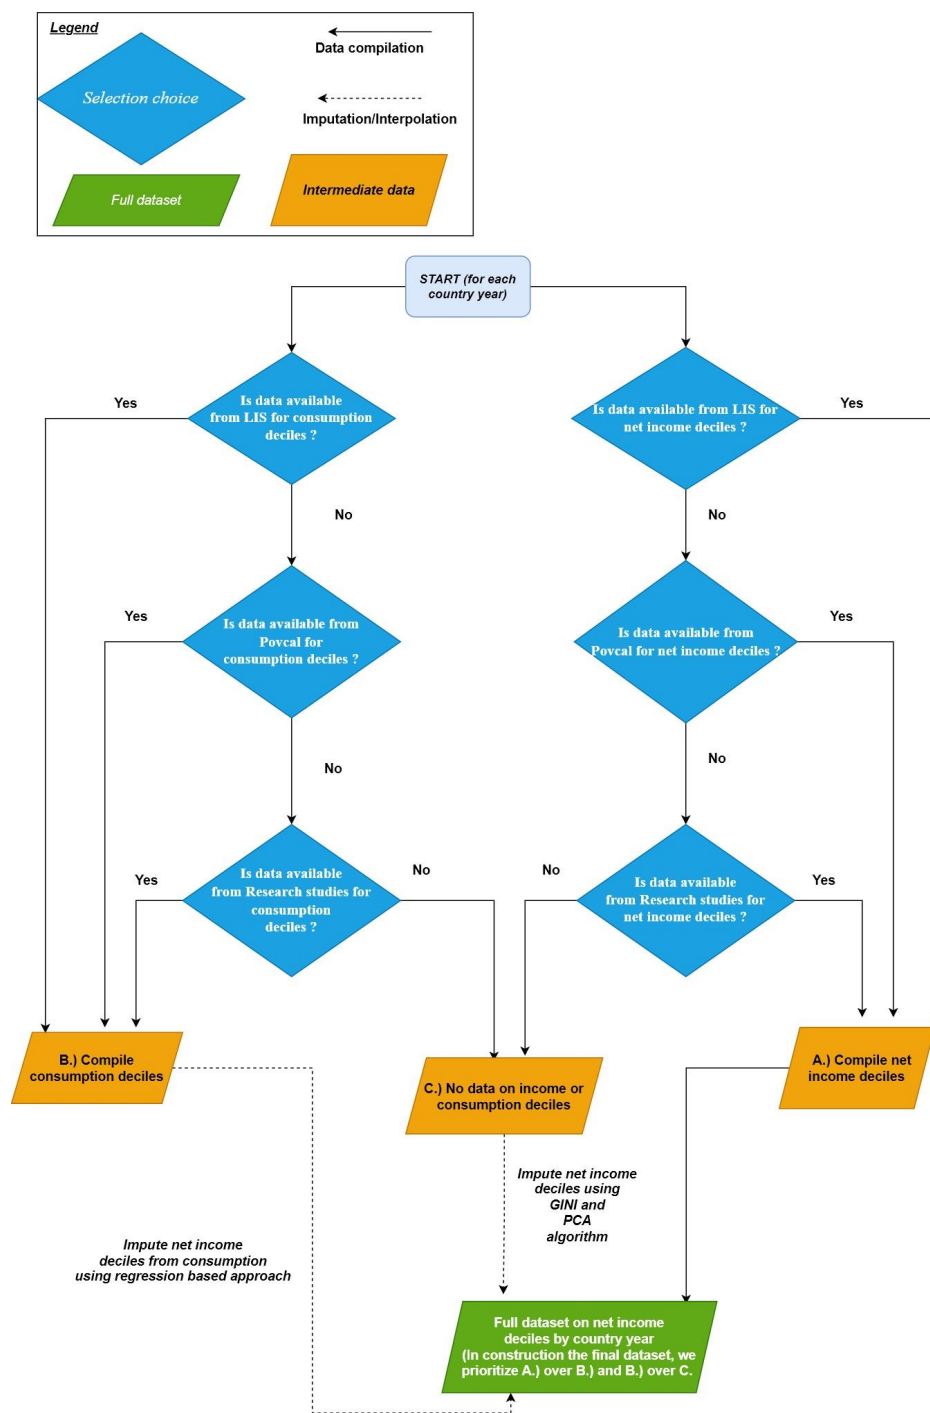 Legend
Data compilation
Selection choice
Imputation/Interpolation
Full dataset
Intermediate data
START (for each
country year)
Yes
Is data available
from LIS for consumption
deciles ?
Is data available from LIS for
net income deciles ?
Yes
No
No
Yes
Is data available from
Povcal for
consumption deciles ?
Is data available from
Povcal for net income deciles ?
Yes
No
No
Yes
Is data available
from Research studies for
consumption
deciles ?
No
No
Is data available
from Research studies for
net income deciles ?
Yes
B.) Compile
consumption deciles
C.) No data on income or
consumption deciles
A.) Compile net
income deciles
Impute net income
deciles using
GINI and
PCA
algorithm
Impute net income
deciles from consumption
using regression based approach
Full dataset on net income
deciles by country year
(In construction the final dataset, we
prioritize A.) over B.) and B.) over C.